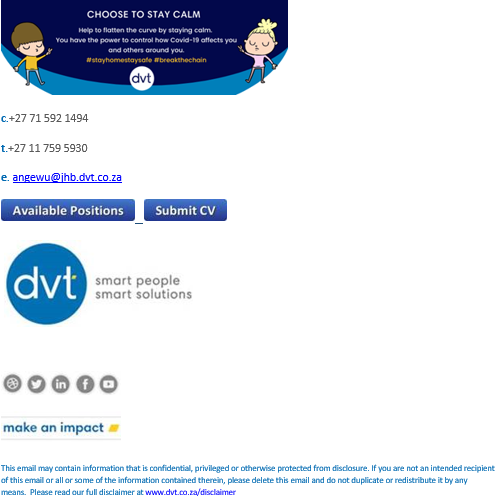 CHOOSE TO STAY CALM
Help to flatten the curve by staying calm.
You have the power to control how Covid-19 affects you
and others around you.
#stayhomestaysafe #breakthechain
dvt
c.+27 71 592 1494
t.+27 11 759 5930
e. angewu@jhb.dvt.co.za
Available Positions Submit CV
dvt
smart people
smart solutions
in f
make an impact
This email may contain information that is confidential, privileged or otherwise protected from disclosure. If you are not an intended recipient
of this email or all or some of the information contained therein, please delete this email and do not duplicate or redistribute it by any
means. Please read our full disclaimer at www.dvt.co.za/disclaimer